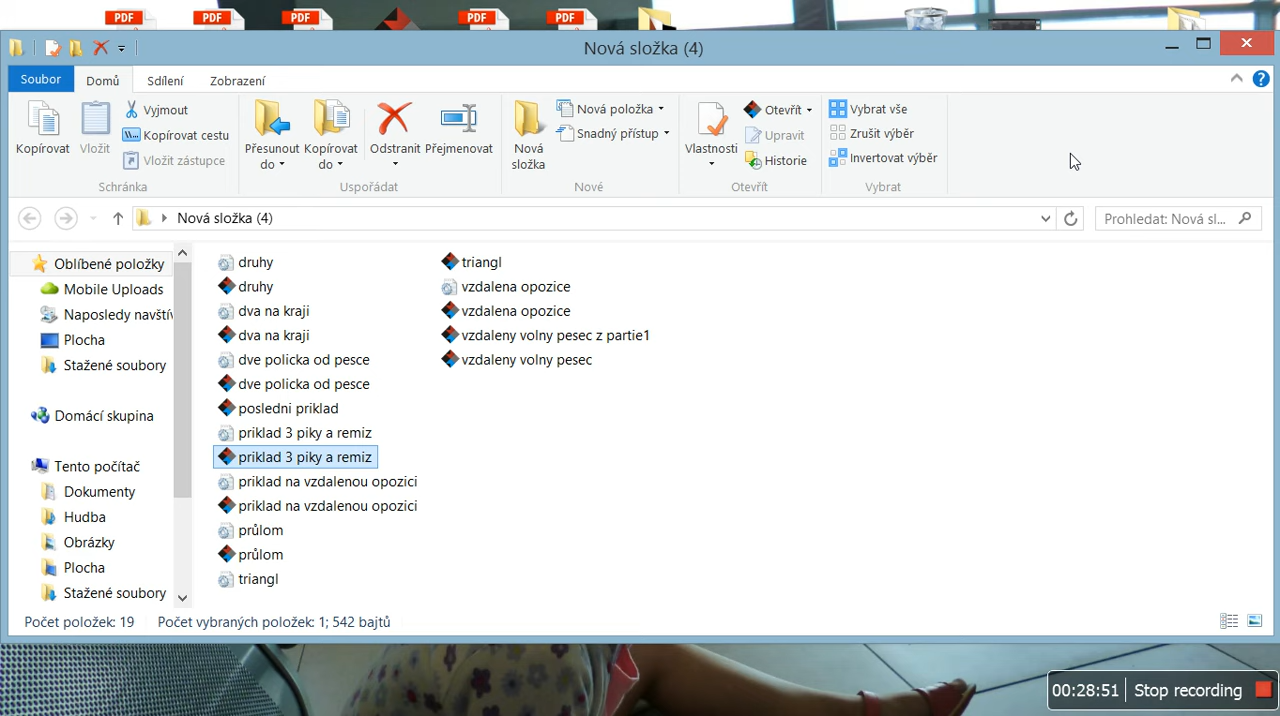 PDF PDF PDF PDF PDF
Nová složka (4)
Soubor Domů Sdílení Zobrazení
Kopírovat
Vložit
Vyjmout
Kopírovat cestu
Vložit zástupce
Schránka
Přesunout do
Kopírovat do
Odstranit
Přejmenovat
Uspořádat
Nová složka
Nová položka
Snadný přístup
Nové
Vlastnosti
Otevřít
Upravit
Historie
Otevřít
Vybrat vše
Zrušit výběr
Invertovat výběr
Vybrat
Nová složka (4)
Prohledat: Nová sl...
Oblíbené položky
Mobile Uploads
Naposledy navštív
Plocha
Stažené soubory
Domácí skupina
Tento počítač
Dokumenty
Hudba
Obrázky
Plocha
Stažené soubory
druhy
druhy
dva na kraji
dva na kraji
dve policka od pesce
dve policka od pesce
posledni priklad
priklad 3 piky a remiz
priklad 3 piky a remiz
priklad na vzdalenou opozici
priklad na vzdalenou opozici
průlom
průlom
triangl
triangl
vzdalena opozice
vzdalena opozice
vzdaleny volny pesec z partie1
vzdaleny volny pesec
Počet položek: 19 Počet vybraných položek: 1; 542 bajtů
00:28:51 Stop recording